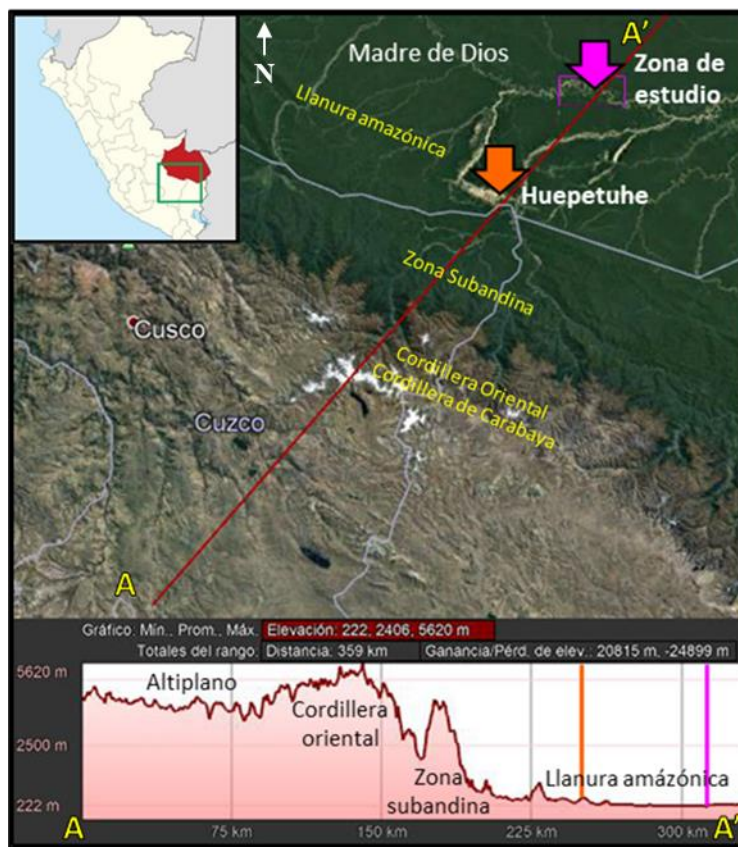 N
Madre de Dios
A'
Zona de
estudio
Llanura amazónica
Huepetuhe
Zona Subandina
Cusco
Cordillera Oriental
Cordillera de Carabaya
Cuzco
A
Gráfico: Mín., Prom., Máx. Elevación: 222, 2406, 5620 m
Totales del rango: Distancia: 359 km Ganancia/Pérd. de elev.: 20815 m, -24899 m
5620 m
Altiplano
Cordillera
oriental
2500 m
Zona
subandina
Llanura amázónica
222 m
A
75 km
150 km
225 km
300 km
A'